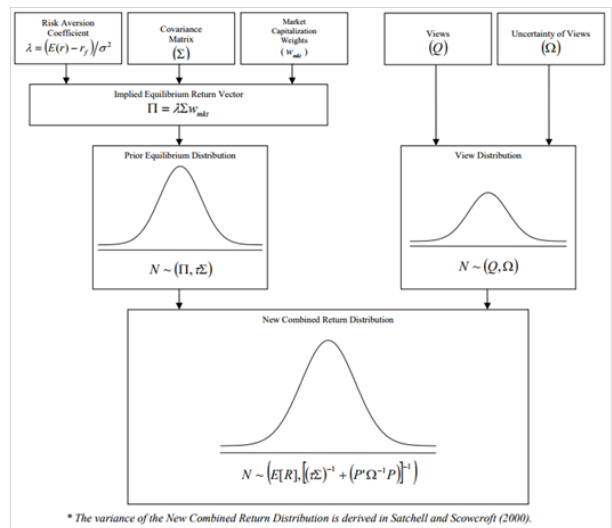 Risk Aversion
Coefficient
λ = (E(r) − r_f)/σ²
Covariance
Matrix
(Σ)
Market
Capitalization
Weights
(w_mkt)
Views
(Q)
Uncertainty of Views
(Ω)
Implied Equilibrium Return Vector
Π = λΣw_mkt
Prior Equilibrium Distribution
N ~ (Π, τΣ)
View Distribution
N ~ (Q, Ω)
New Combined Return Distribution
N ~ (E[R], [(τΣ)⁻¹ + (P'Ω⁻¹P)]⁻¹)
* The variance of the New Combined Return Distribution is derived in Satchell and Scowcroft (2000).